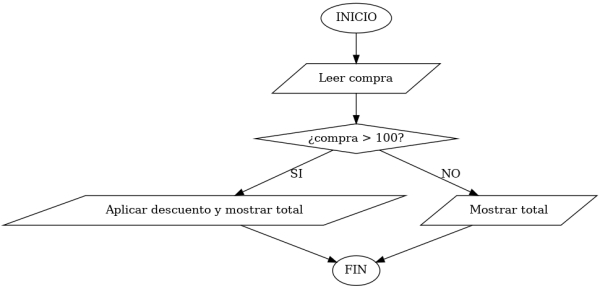 INICIO
Leer compra
¿compra > 100?
SI
NO
Aplicar descuento y mostrar total
Mostrar total
FIN